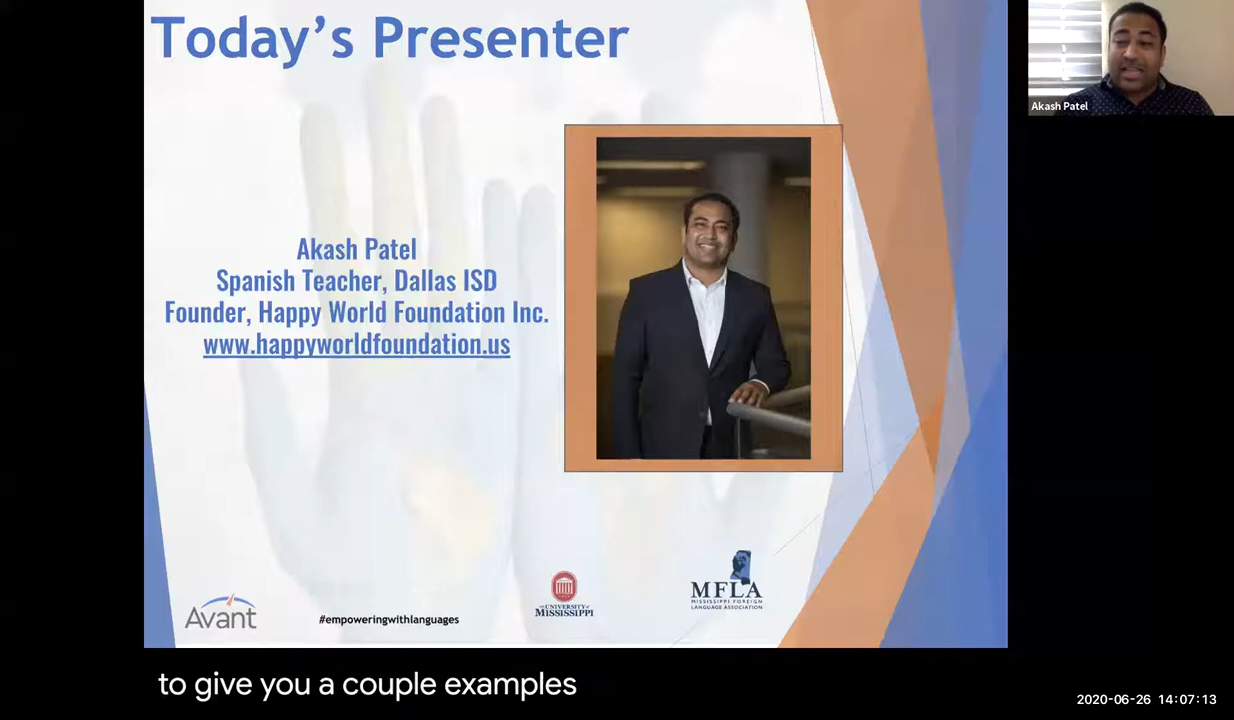 Today's Presenter
Akash Patel
Akash Patel
Spanish Teacher, Dallas ISD
Founder, Happy World Foundation Inc.
www.happyworldfoundation.us
Avant
#empoweringwithlanguages
THE UNIVERSITY of
MISSISSIPPI
MFLA
MISSISSIPPI FOREIGN
LANGUAGE ASSOCIATION
to give you a couple examples
2020-06-26 14:07:13